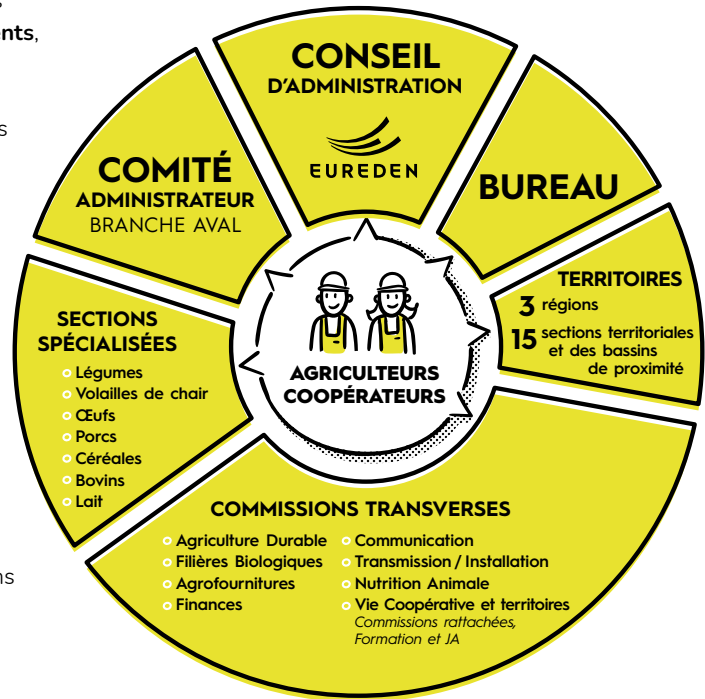 ents,
s
ns
CONSEIL
D'ADMINISTRATION
EUREDEN
BUREAU
TERRITOIRES
3 régions
15 sections territoriales
et des bassins
de proximité
COMMISSIONS TRANSVERSES
Agriculture Durable
Filières Biologiques
Agrofournitures
Finances
Communication
Transmission / Installation
Nutrition Animale
Vie Coopérative et territoires
Commissions rattachées,
Formation et JA
SECTIONS
SPÉCIALISÉES
Légumes
Volailles de chair
Œufs
Porcs
Céréales
Bovins
Lait
COMITÉ
ADMINISTRATEUR
BRANCHE AVAL
AGRICULTEURS
COOPÉRATEURS